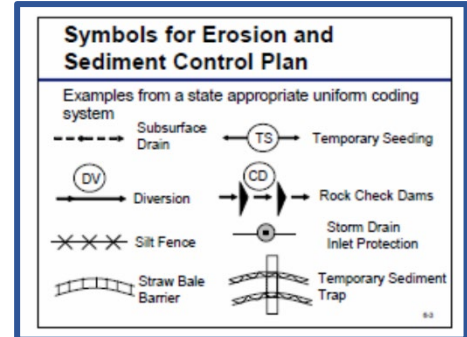 Symbols for Erosion and
Sediment Control Plan
Examples from a state appropriate uniform coding
system
Subsurface
Drain
TS
Temporary Seeding
DV
Diversion
CD
Rock Check Dams
Silt Fence
Storm Drain
Inlet Protection
Straw Bale
Barrier
Temporary Sediment
Trap